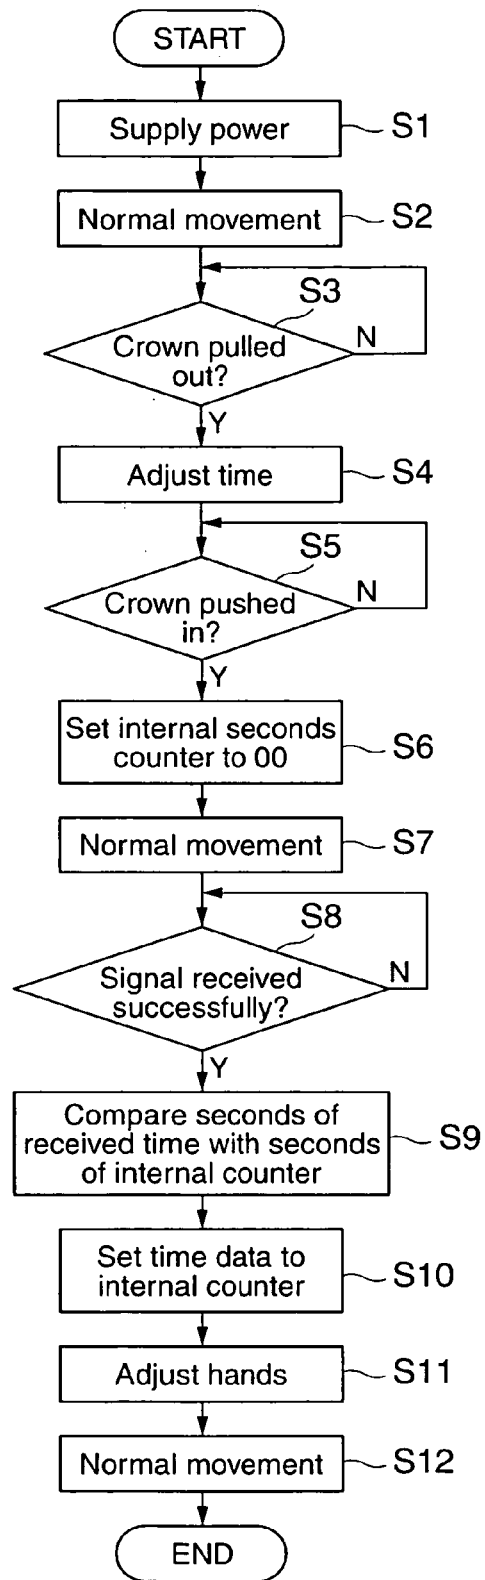 START
Supply power
S1
Normal movement
S2
S3
Crown pulled
out?
N
Y
Adjust time
S4
S5
Crown pushed
in?
N
Y
Set internal seconds
counter to 00
S6
Normal movement
S7
S8
Signal received
successfully?
N
Y
Compare seconds of
received time with seconds
of internal counter
S9
Set time data to
internal counter
S10
Adjust hands
S11
Normal movement
S12
END